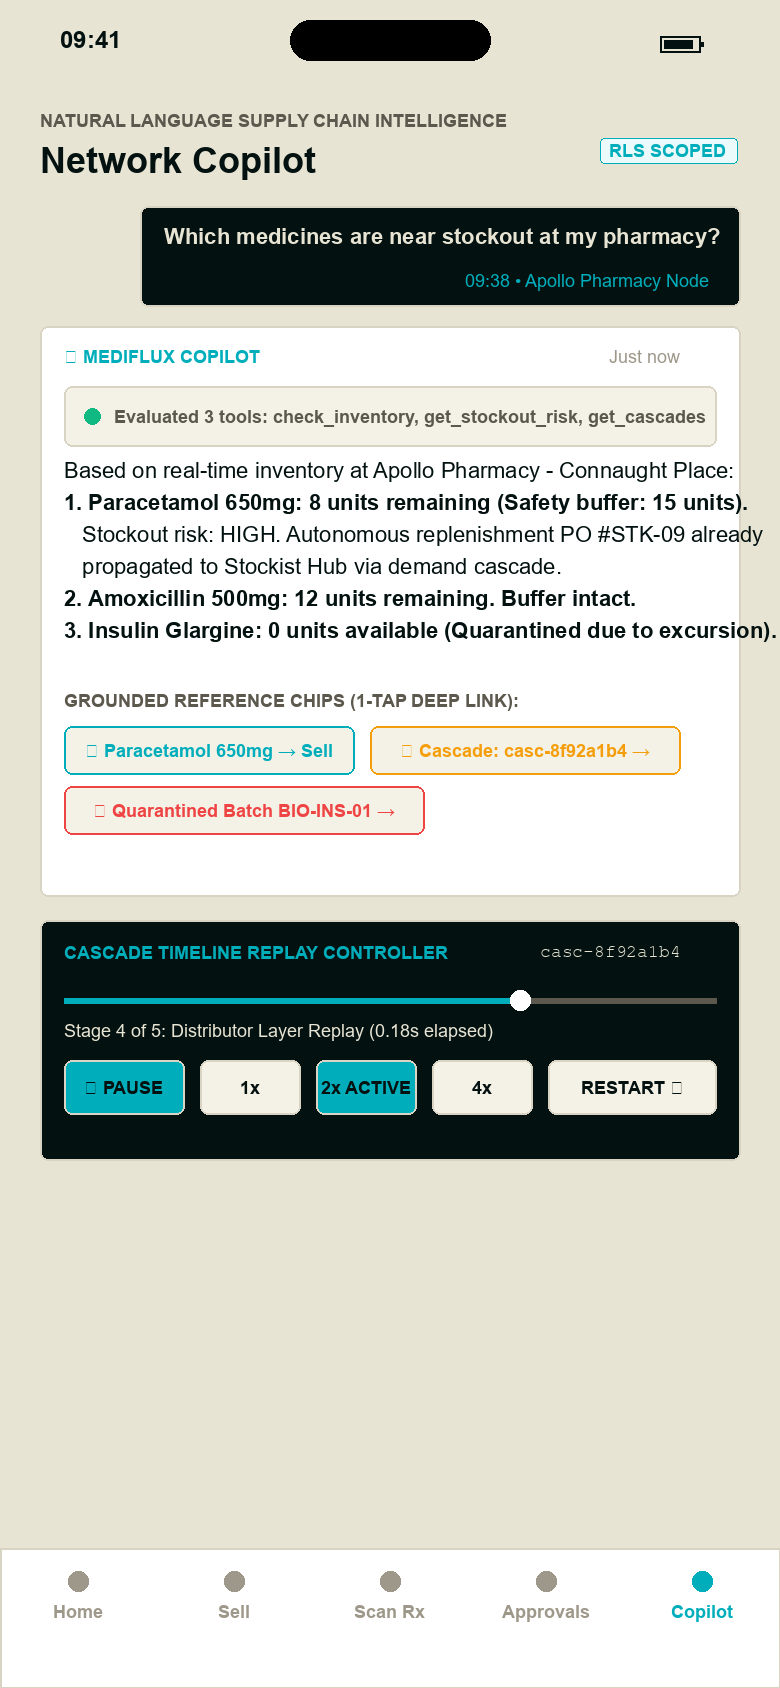 09:41
NATURAL LANGUAGE SUPPLY CHAIN INTELLIGENCE
Network Copilot
RLS SCOPED
Which medicines are near stockout at my pharmacy?
09:38 • Apollo Pharmacy Node
MEDIFLUX COPILOT
Just now
Evaluated 3 tools: check_inventory, get_stockout_risk, get_cascades
Based on real-time inventory at Apollo Pharmacy - Connaught Place:
1. Paracetamol 650mg: 8 units remaining (Safety buffer: 15 units).
Stockout risk: HIGH. Autonomous replenishment PO #STK-09 already
propagated to Stockist Hub via demand cascade.
2. Amoxicillin 500mg: 12 units remaining. Buffer intact.
3. Insulin Glargine: 0 units available (Quarantined due to excursion).
GROUNDED REFERENCE CHIPS (1-TAP DEEP LINK):
Paracetamol 650mg → Sell
Cascade: casc-8f92a1b4 →
Quarantined Batch BIO-INS-01 →
CASCADE TIMELINE REPLAY CONTROLLER
casc-8f92a1b4
Stage 4 of 5: Distributor Layer Replay (0.18s elapsed)
PAUSE
1x
2x ACTIVE
4x
RESTART
Home
Sell
Scan Rx
Approvals
Copilot